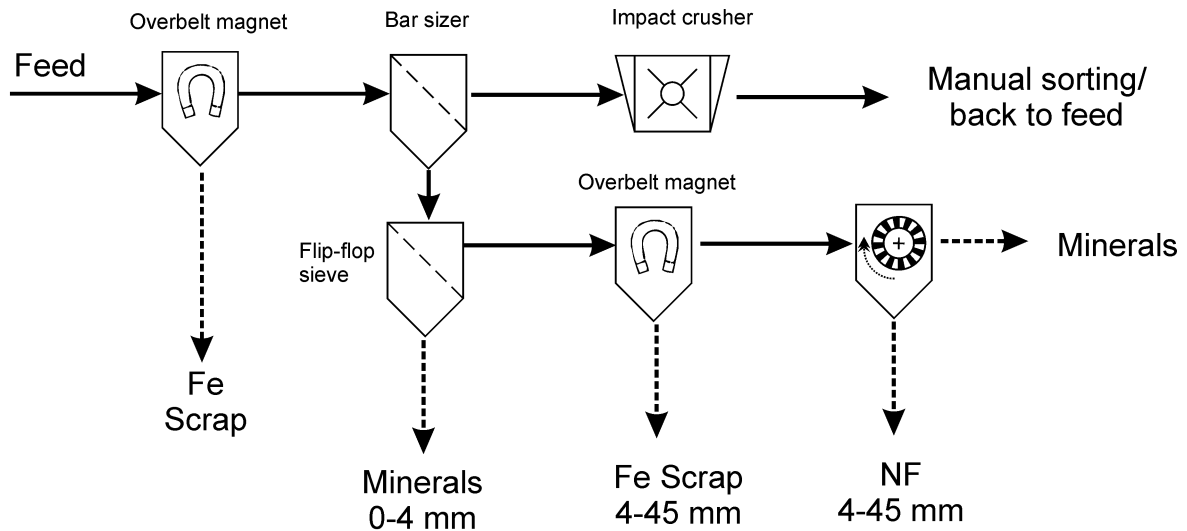 Overbelt magnet
Bar sizer
Impact crusher
Feed
Manual sorting/
back to feed
Overbelt magnet
Flip-flop
sieve
Minerals
Fe
Scrap
Minerals
0-4 mm
Fe Scrap
4-45 mm
NF
4-45 mm